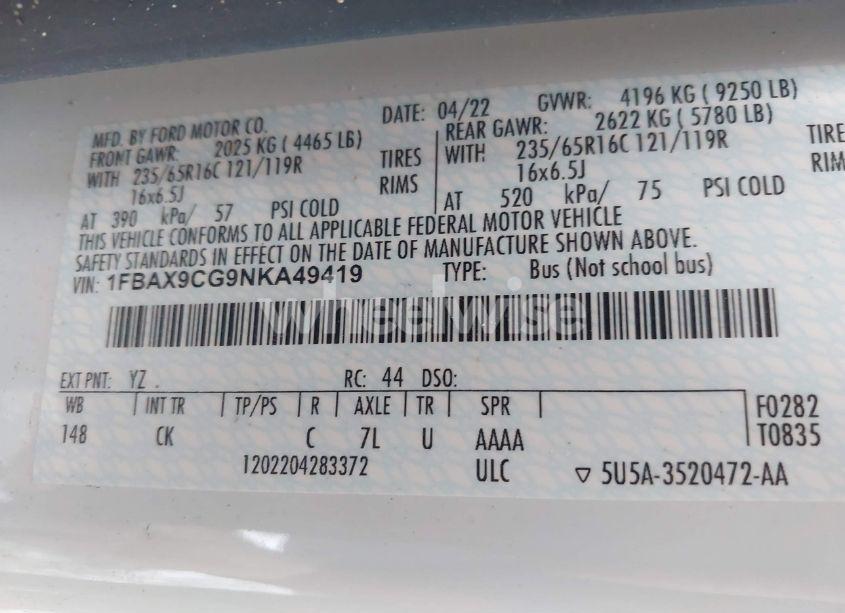 MFD. BY FORD MOTOR CO. DATE: 04/22 GVWR: 4196 KG ( 9250 LB)
FRONT GAWR: 2025 KG ( 4465 LB) REAR GAWR: 2622 KG ( 5780 LB)
WITH 235/65R16C 121/119R TIRES WITH 235/65R16C 121/119R TIRE
16x6.5J RIMS 16x6.5J RIM
AT 390 kPa/ 57 PSI COLD AT 520 kPa/ 75 PSI COLD
THIS VEHICLE CONFORMS TO ALL APPLICABLE FEDERAL MOTOR VEHICLE
SAFETY STANDARDS IN EFFECT ON THE DATE OF MANUFACTURE SHOWN ABOVE.
VIN: 1FBAX9CG9NKA49419 TYPE: Bus (Not school bus)
wheelwise
EXT PNT: YZ . RC: 44 DSO:
WB INT TR TP/PS R AXLE TR SPR F0282
148 CK C 7L U AAAA T0835
1202204283372 ULC ▽ 5U5A-3520472-AA